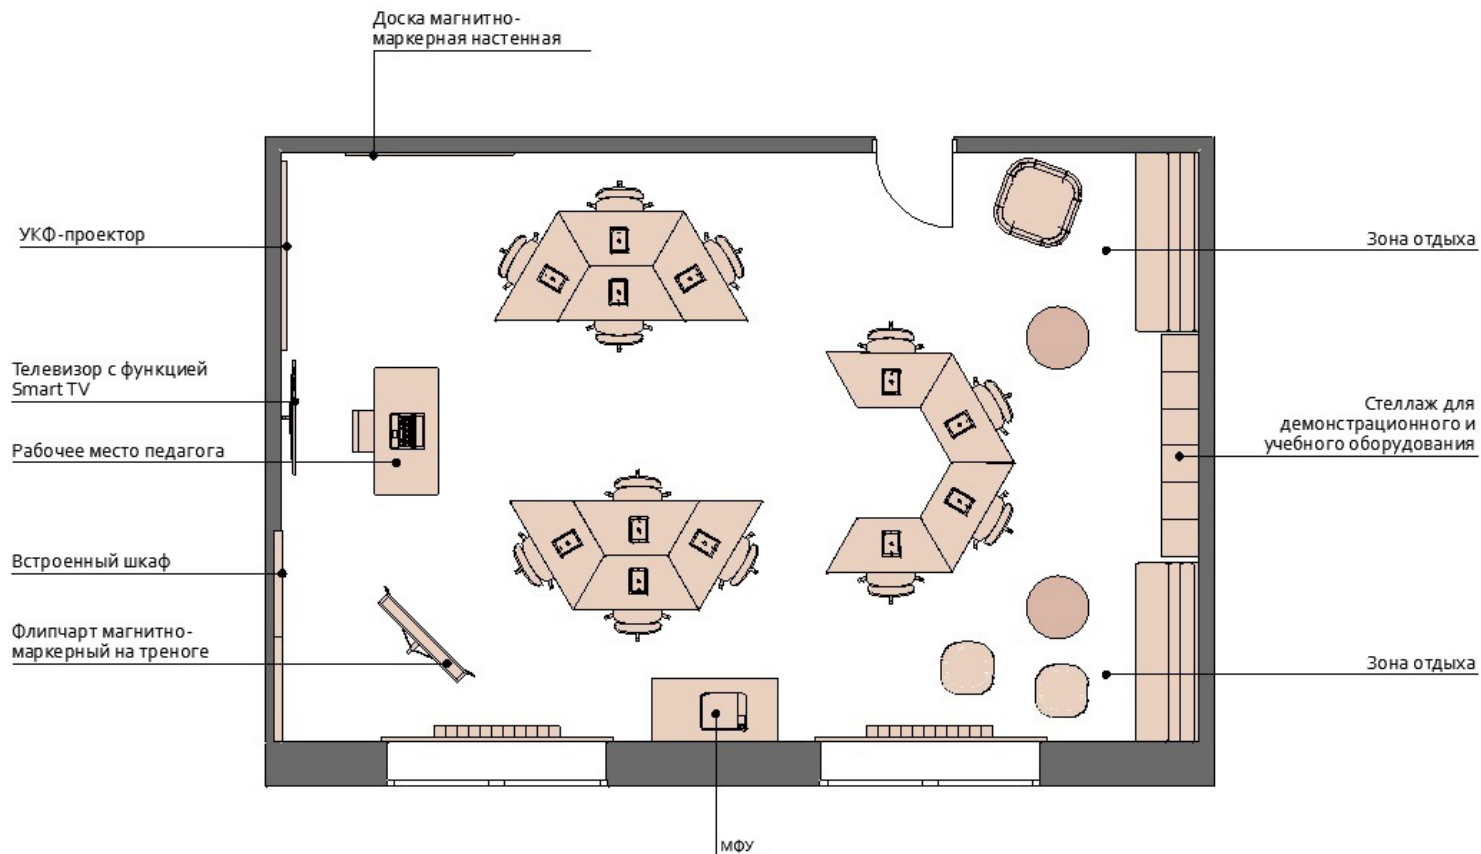 Доска магнитно-
маркерная настенная
УКФ-проектор
Зона отдыха
Телевизор с функцией
Smart TV
Стеллаж для
демонстрационного и
учебного оборудования
Рабочее место педагога
Встроенный шкаф
Флипчарт магнитно-
маркерный на треноге
Зона отдыха
МФУ